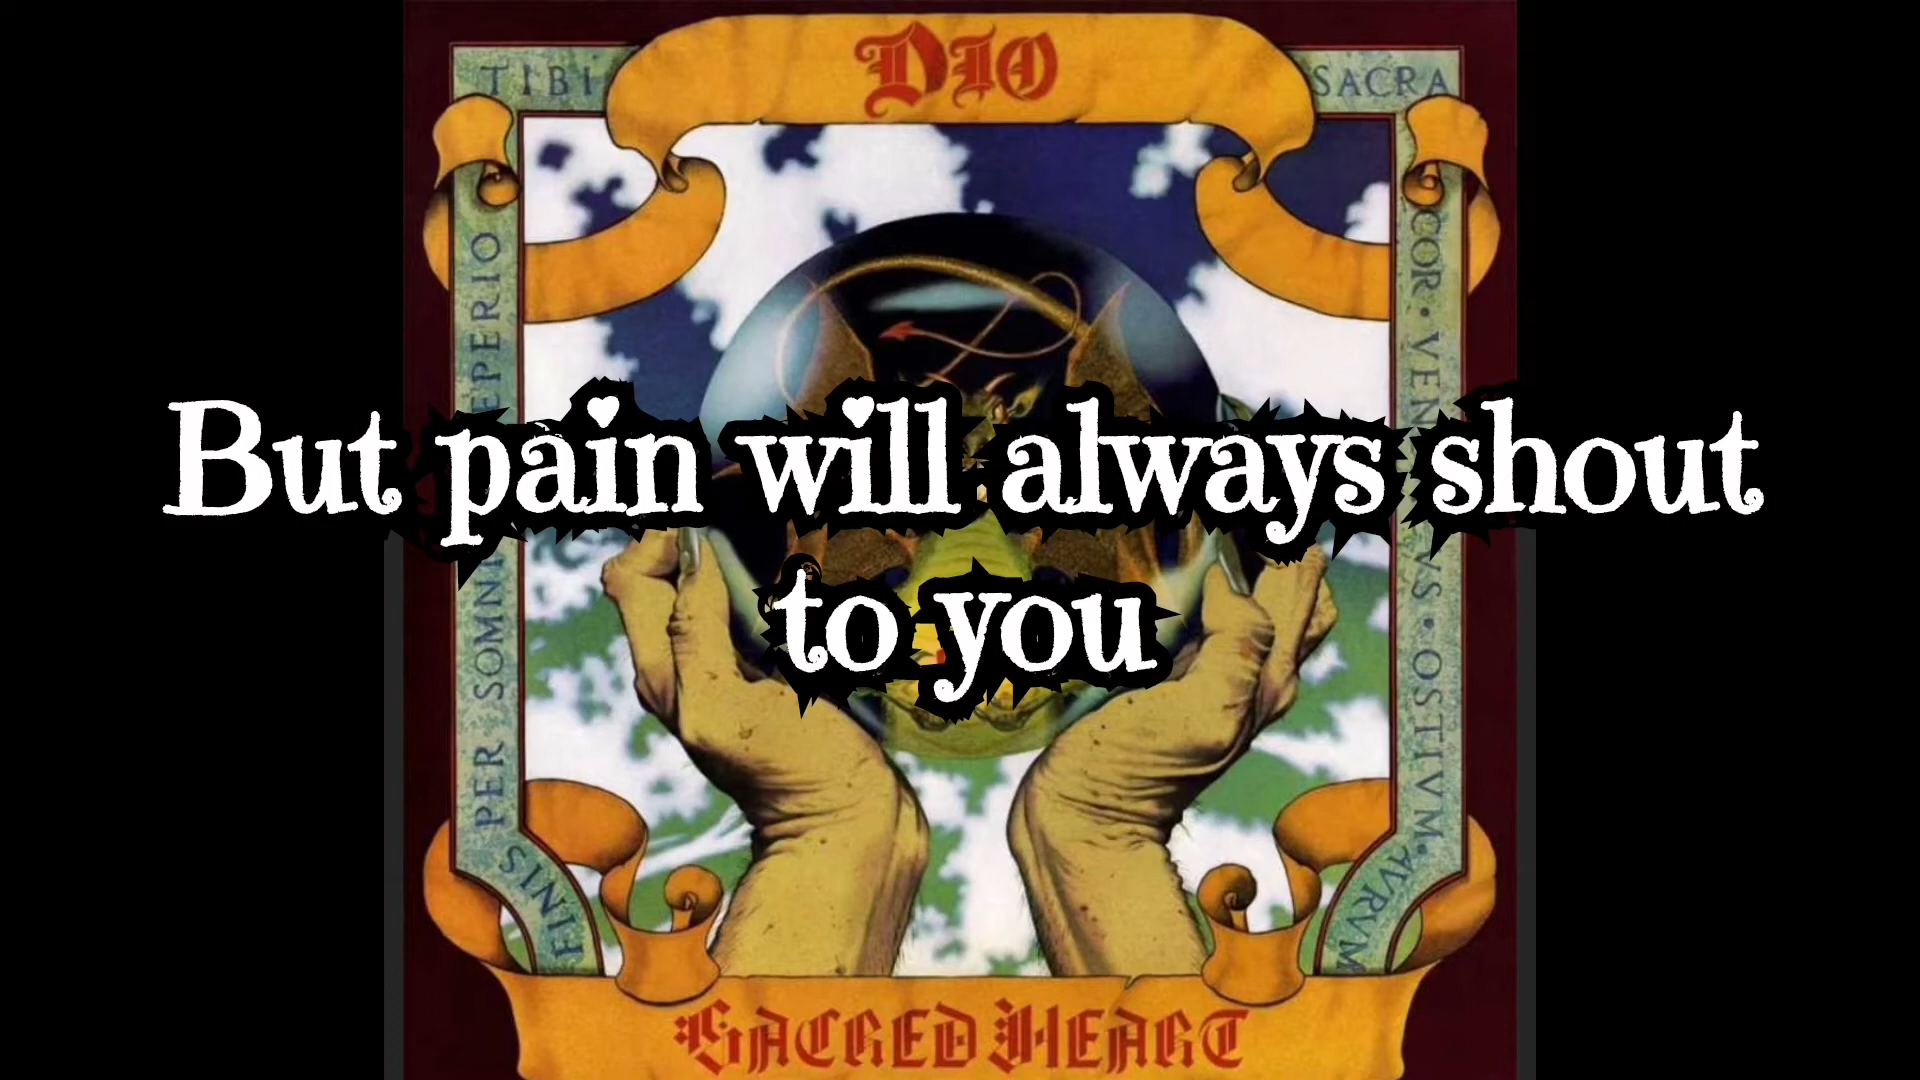 DIO
TIBI
SACRA
EPERIO
PER SOMNI
FINIS
COR • VEN
VS • OSTIVM •
AVRVM
But pain will always shout
to you
SACRED HEART